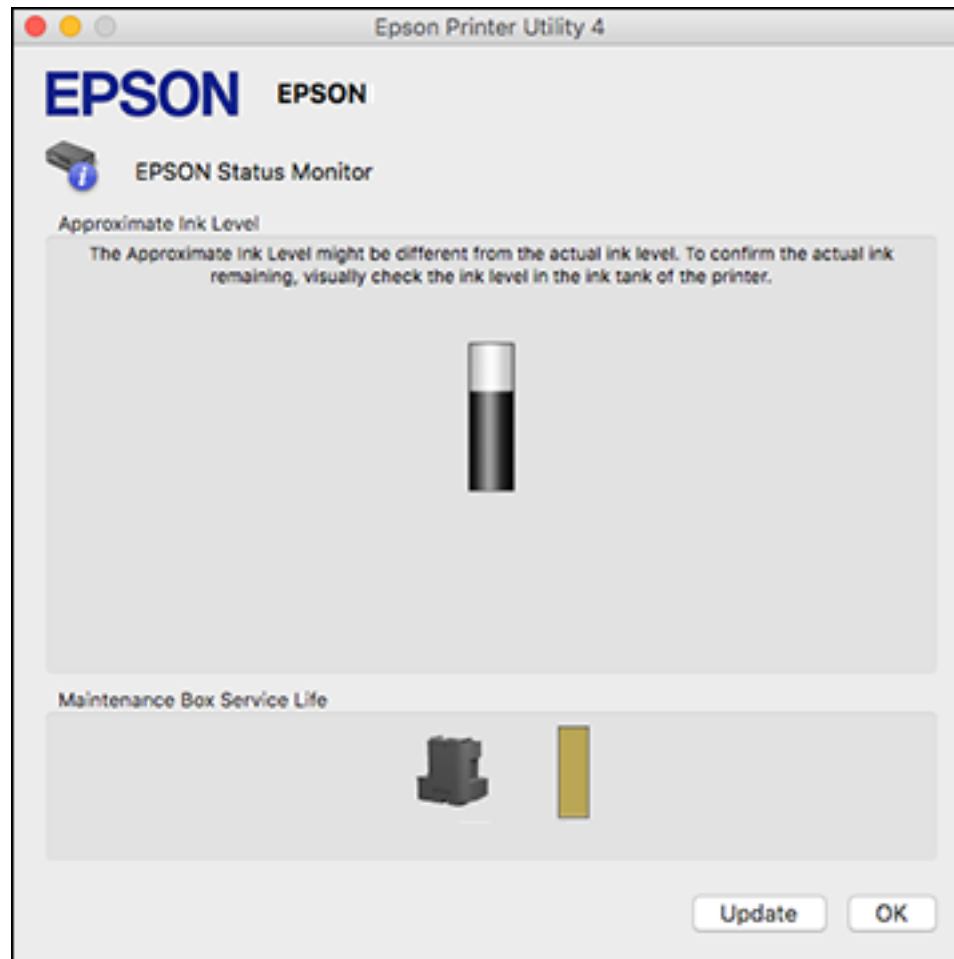 Epson Printer Utility 4
EPSON EPSON
EPSON Status Monitor
Approximate Ink Level
The Approximate Ink Level might be different from the actual ink level. To confirm the actual ink
remaining, visually check the ink level in the ink tank of the printer.
Maintenance Box Service Life
Update OK